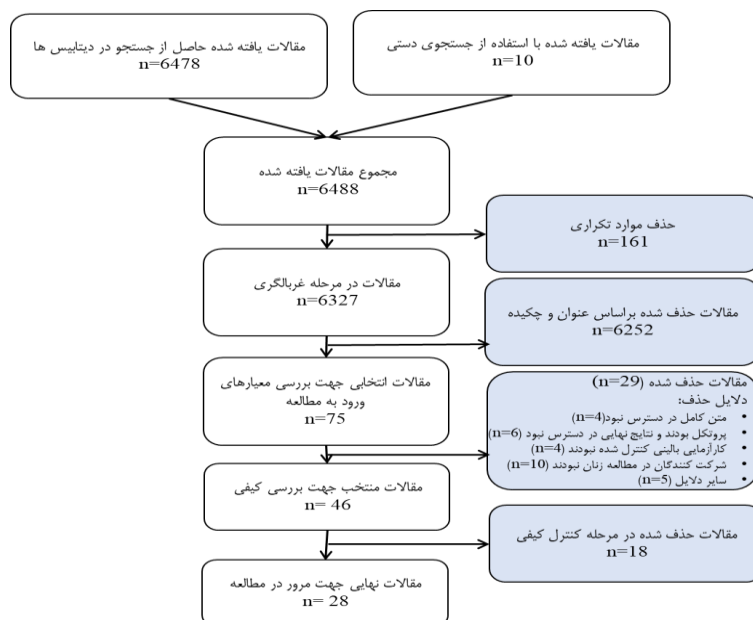 مقالات یافته شده با استفاده از جستجوی دستی
n=10
مقالات یافته شده حاصل از جستجو در دیتابیس ها
n=6478
مجموع مقالات یافته شده
n=6488
حذف موارد تکراری
n=161
مقالات در مرحله غربالگری
n=6327
مقالات حذف شده براساس عنوان و چکیده
n=6252
مقالات انتخابی جهت بررسی معیارهای
ورود به مطالعه
n=75
مقالات حذف شده (n=29)
دلایل حذف:
• متن کامل در دسترس نبود(n=4)
• پروتکل بودند و نتایج نهایی در دسترس نبود (n=6)
• کارآزمایی بالینی کنترل شده نبودند (n=4)
• شرکت کنندگان در مطالعه زنان نبودند (n=10)
• سایر دلایل (n=5)
مقالات منتخب جهت بررسی کیفی
n= 46
مقالات حذف شده در مرحله کنترل کیفی
n=18
مقالات نهایی جهت مرور در مطالعه
n= 28